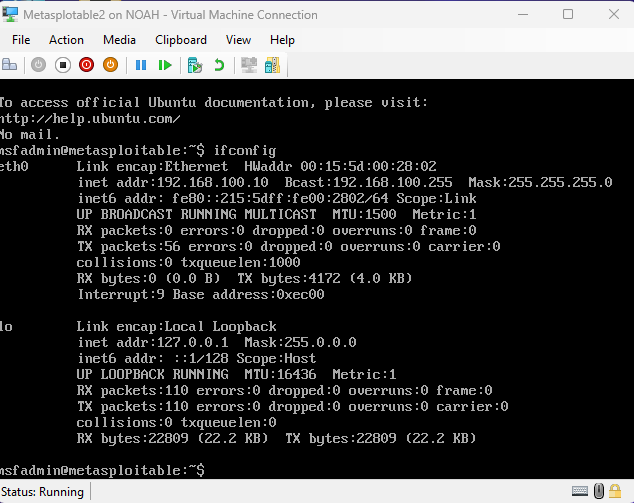 Metasplotable2 on NOAH - Virtual Machine Connection
File Action Media Clipboard View Help
To access official Ubuntu documentation, please visit:
http://help.ubuntu.com/
No mail.
msfadmin@metasploitable:~$ ifconfig
eth0 Link encap:Ethernet HWaddr 00:15:5d:00:28:02
inet addr:192.168.100.10 Bcast:192.168.100.255 Mask:255.255.255.0
inet6 addr: fe80::215:5dff:fe00:2802/64 Scope:Link
UP BROADCAST RUNNING MULTICAST MTU:1500 Metric:1
RX packets:0 errors:0 dropped:0 overruns:0 frame:0
TX packets:56 errors:0 dropped:0 overruns:0 carrier:0
collisions:0 txqueuelen:1000
RX bytes:0 (0.0 B) TX bytes:4172 (4.0 KB)
Interrupt:9 Base address:0xec00
lo Link encap:Local Loopback
inet addr:127.0.0.1 Mask:255.0.0.0
inet6 addr: ::1/128 Scope:Host
UP LOOPBACK RUNNING MTU:16436 Metric:1
RX packets:110 errors:0 dropped:0 overruns:0 frame:0
TX packets:110 errors:0 dropped:0 overruns:0 carrier:0
collisions:0 txqueuelen:0
RX bytes:22809 (22.2 KB) TX bytes:22809 (22.2 KB)
msfadmin@metasploitable:~$
Status: Running